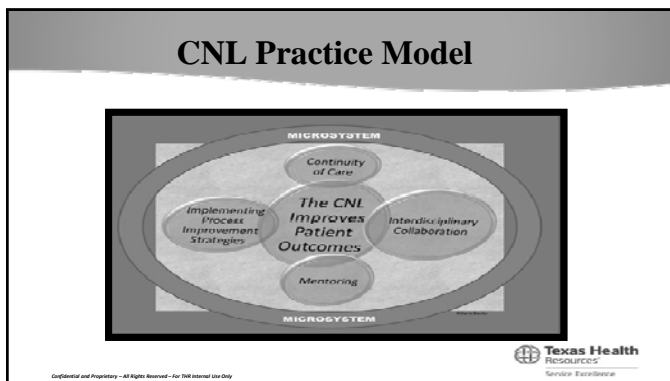 CNL Practice Model
MICROSYSTEM
Continuity
of Care
Implementing
Process
Improvement
Strategies
The CNL
Improves
Patient
Outcomes
Interdisciplinary
Collaboration
Mentoring
MICROSYSTEM
Confidential and Proprietary – All Rights Reserved – For THR Internal Use Only
Texas Health
Resources®
Service Excellence